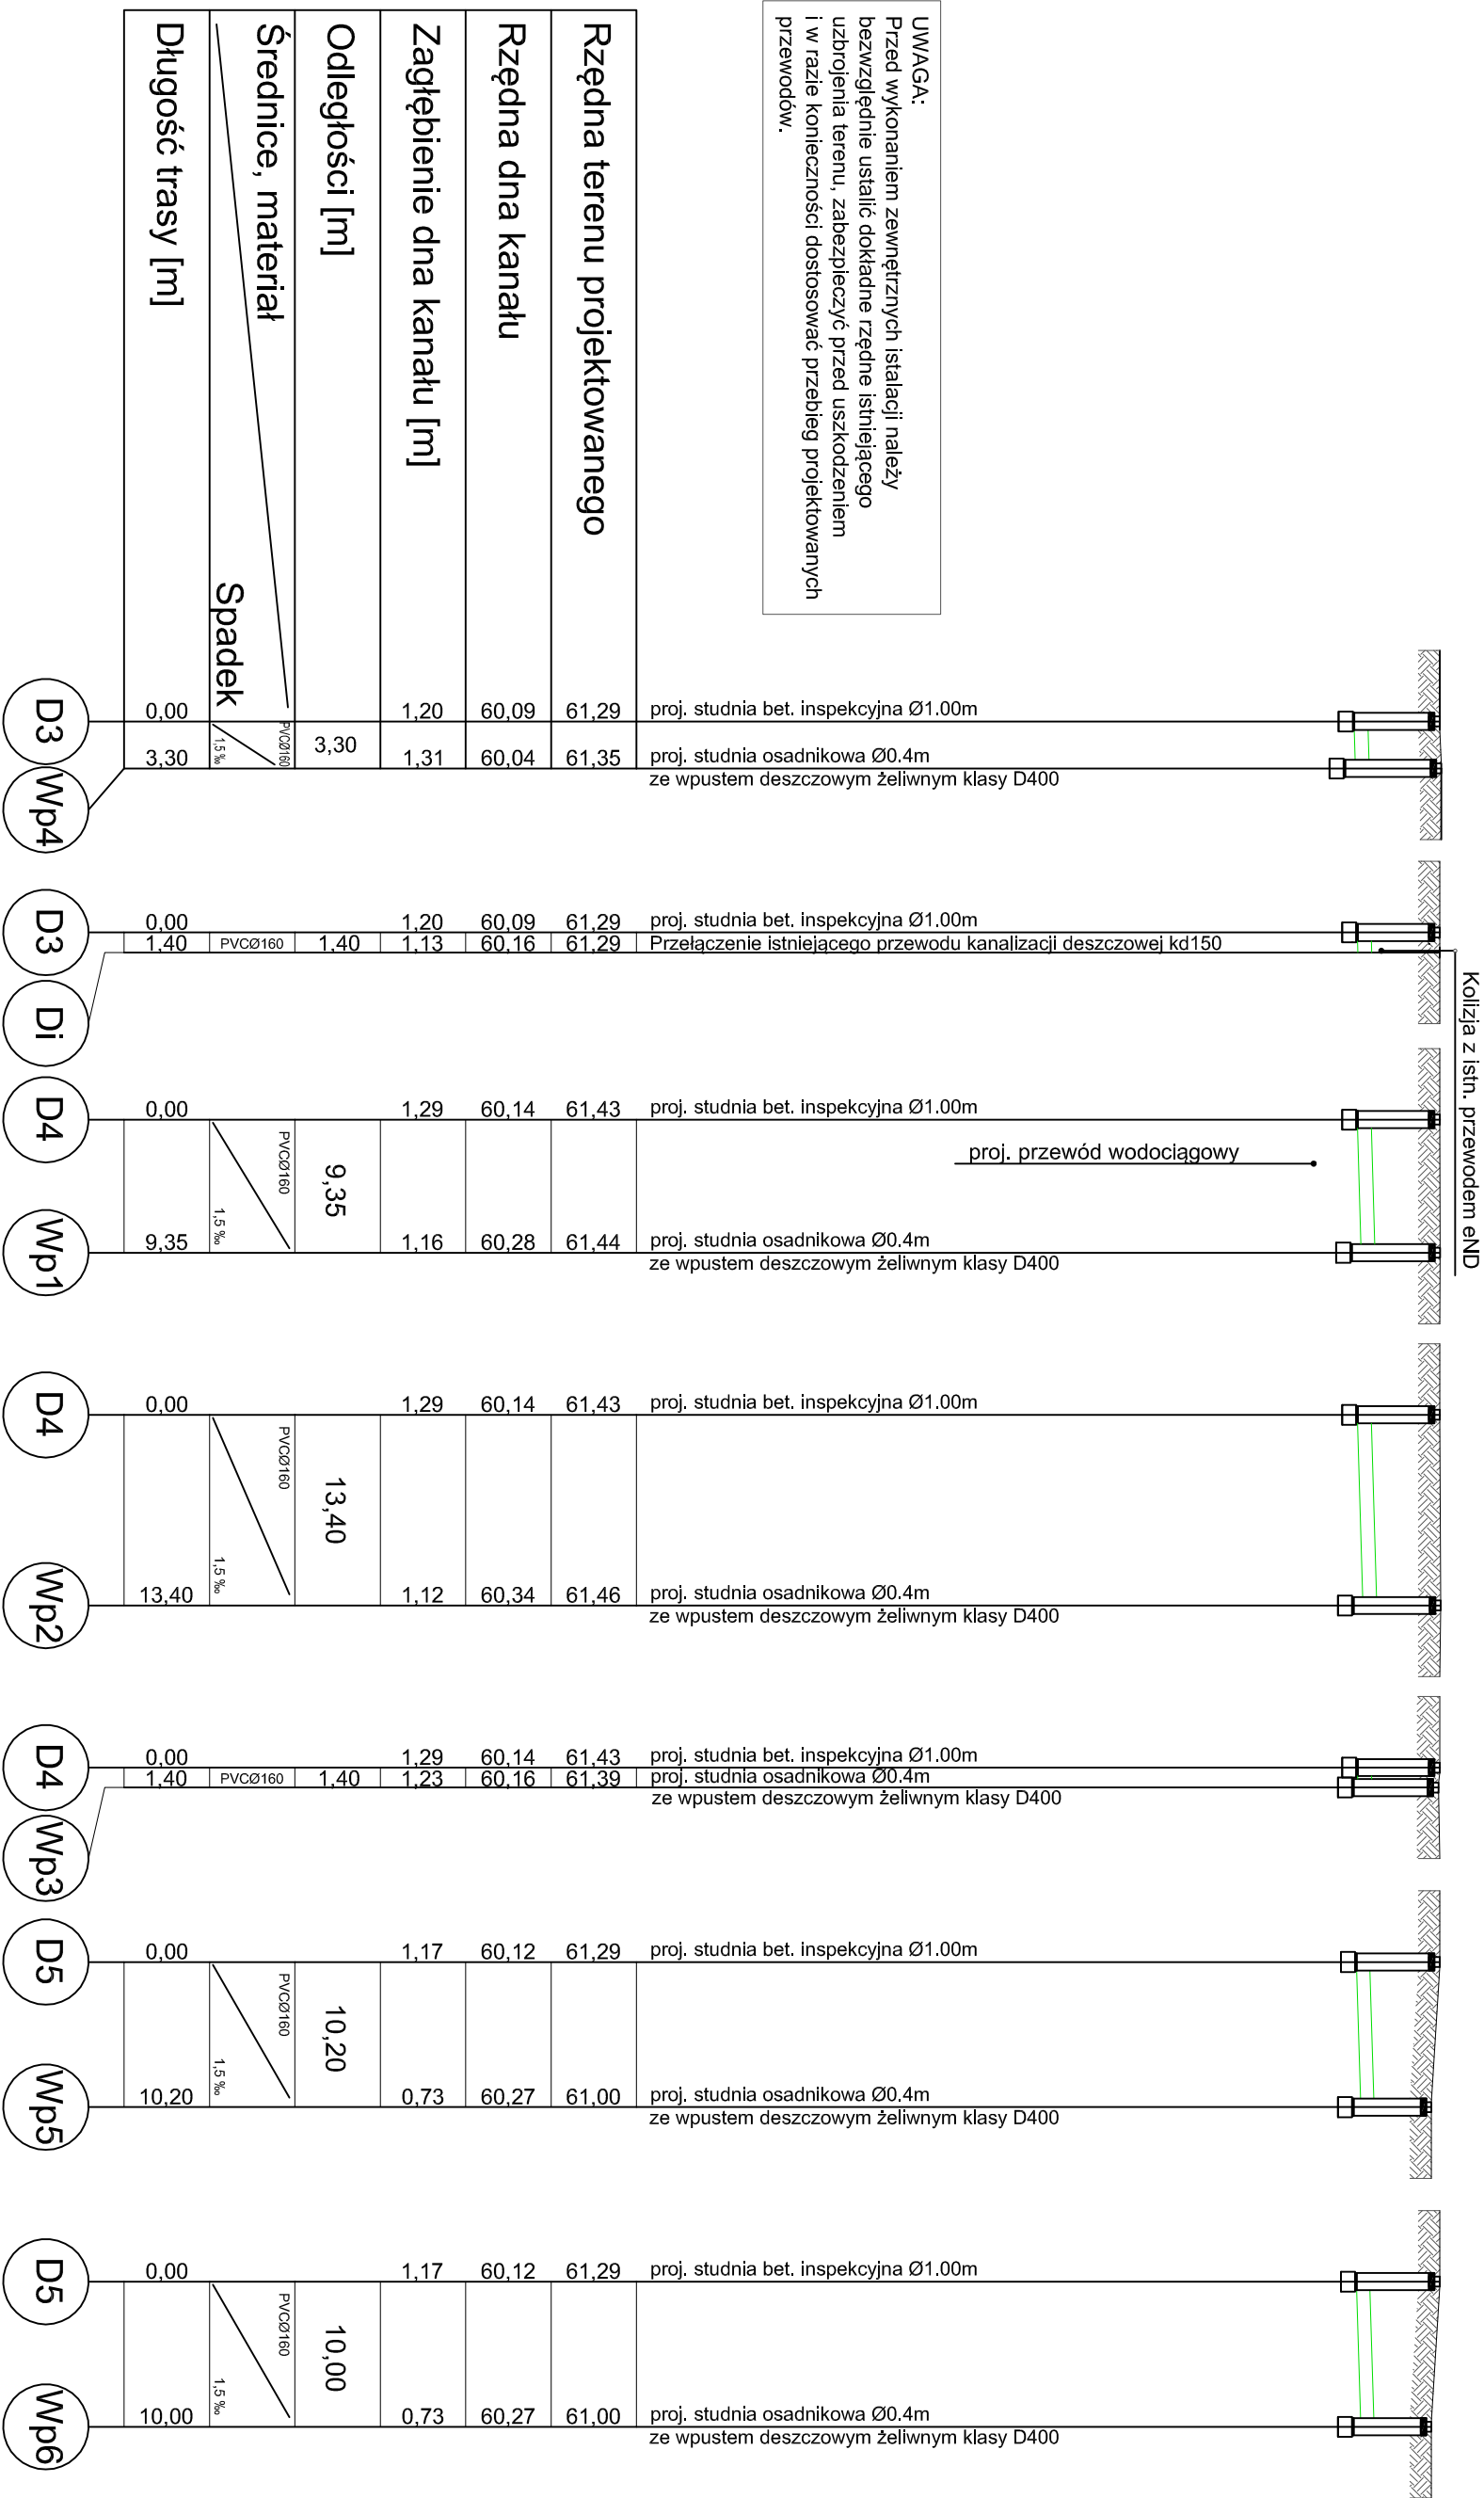 UWAGA:
Przed wykonaniem zewnętrznych istalacji należy
bezwzględnie ustalić dokładne rzędne istniejącego
uzbrojenia terenu, zabezpieczyć przed uszkodzeniem
i w razie konieczności dostosować przebieg projektowanych
przewodów.
Rzędna terenu projektowanego
Rzędna dna kanału
Zagłębienie dna kanału [m]
Odległości [m]
Średnice, materiał
Spadek
Długość trasy [m]
D3
0,00
1,20
60,09
61,29
proj. studnia bet. inspekcyjna Ø1.00m
PVCØ160
1,5 ‰
3,30
Wp4
3,30
1,31
60,04
61,35
proj. studnia osadnikowa Ø0.4m
ze wpustem deszczowym żeliwnym klasy D400
D3
0,00
1,20
60,09
61,29
proj. studnia bet. inspekcyjna Ø1.00m
Di
1,40
PVCØ160
1,40
1,13
60,16
61,29
Przełączenie istniejącego przewodu kanalizacji deszczowej kd150
Kolizja z istn. przewodem eND
D4
0,00
1,29
60,14
61,43
proj. studnia bet. inspekcyjna Ø1.00m
proj. przewód wodociągowy
PVCØ160
1,5 ‰
9,35
Wp1
9,35
1,16
60,28
61,44
proj. studnia osadnikowa Ø0.4m
ze wpustem deszczowym żeliwnym klasy D400
D4
0,00
1,29
60,14
61,43
proj. studnia bet. inspekcyjna Ø1.00m
PVCØ160
1,5 ‰
13,40
Wp2
13,40
1,12
60,34
61,46
proj. studnia osadnikowa Ø0.4m
ze wpustem deszczowym żeliwnym klasy D400
D4
0,00
1,29
60,14
61,43
proj. studnia bet. inspekcyjna Ø1.00m
Wp3
1,40
PVCØ160
1,40
1,23
60,16
61,39
proj. studnia osadnikowa Ø0.4m
ze wpustem deszczowym żeliwnym klasy D400
D5
0,00
1,17
60,12
61,29
proj. studnia bet. inspekcyjna Ø1.00m
PVCØ160
1,5 ‰
10,20
Wp5
10,20
0,73
60,27
61,00
proj. studnia osadnikowa Ø0.4m
ze wpustem deszczowym żeliwnym klasy D400
D5
0,00
1,17
60,12
61,29
proj. studnia bet. inspekcyjna Ø1.00m
PVCØ160
1,5 ‰
10,00
Wp6
10,00
0,73
60,27
61,00
proj. studnia osadnikowa Ø0.4m
ze wpustem deszczowym żeliwnym klasy D400